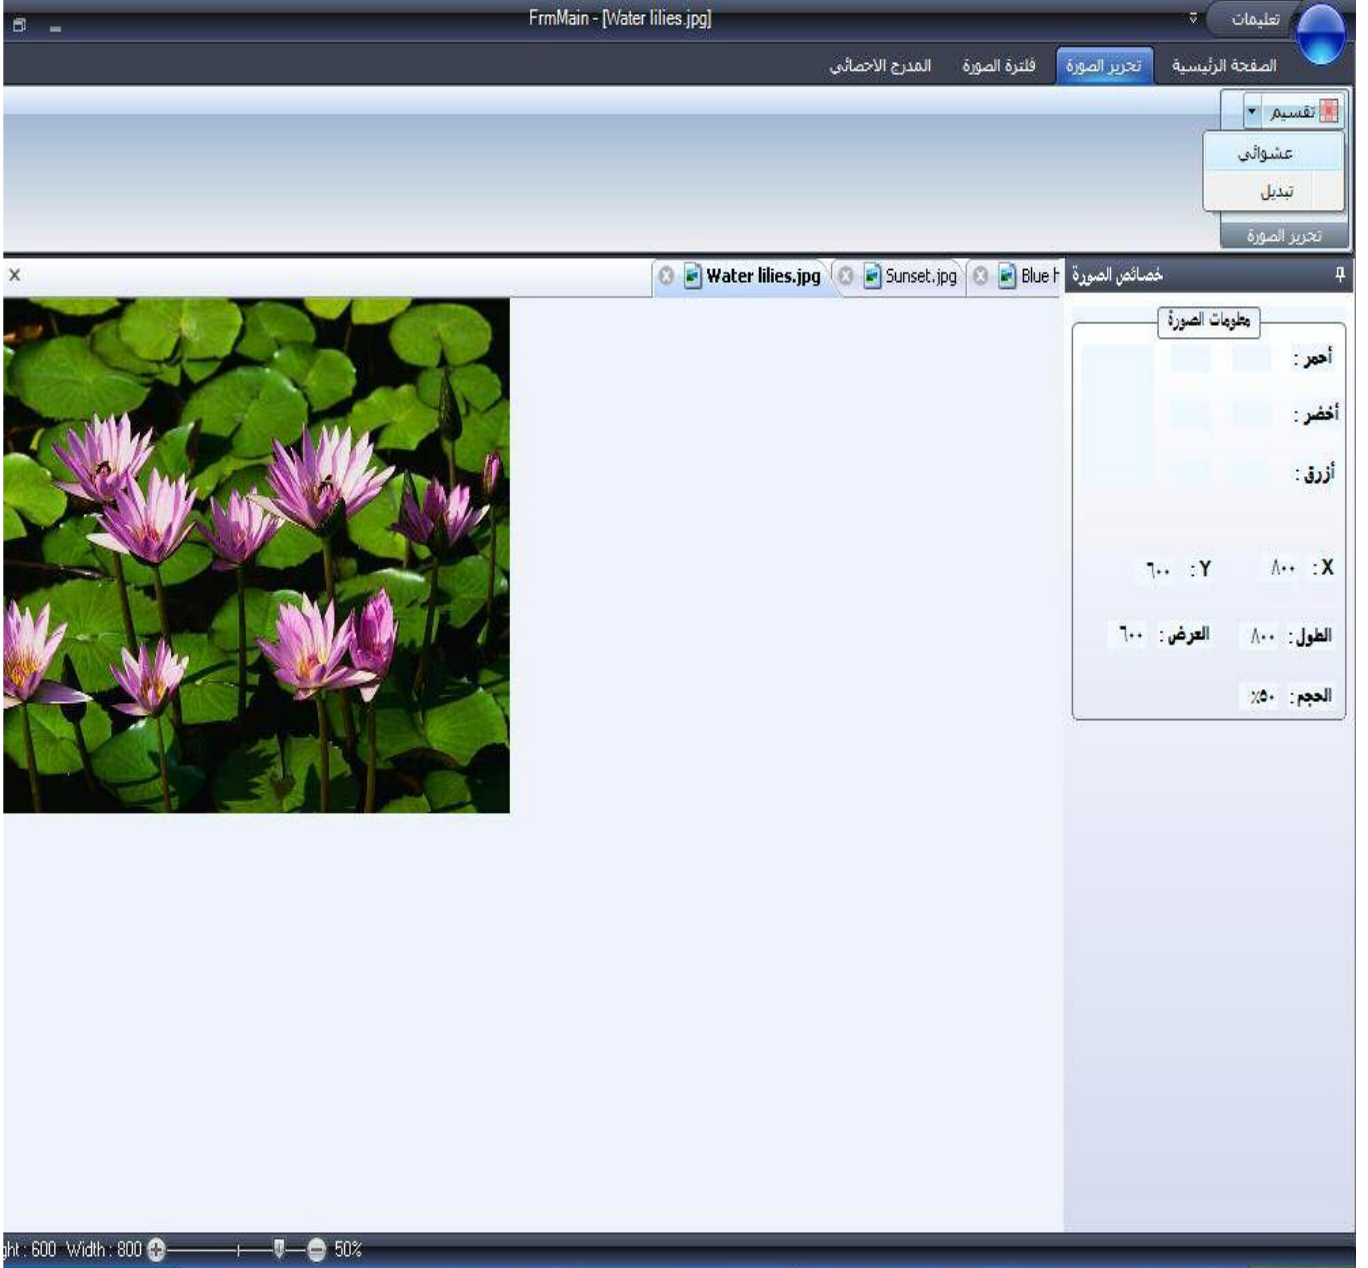 FrmMain - [Water lilies.jpg]
تعليمات
الصفحة الرئيسية
تحرير الصورة
فلترة الصورة
المدرج الاحصائي
تقسيم
عشوائي
تبديل
تحرير الصورة
خصائص الصورة
Blue h
Sunset.jpg
Water lilies.jpg
معلومات الصورة
أحمر :
أخضر :
أزرق :
X : ٨٠٠ Y : ٦٠٠
الطول : ٨٠٠ العرض : ٦٠٠
الحجم : ٥٠٪
ght : 600 Width : 800 50%